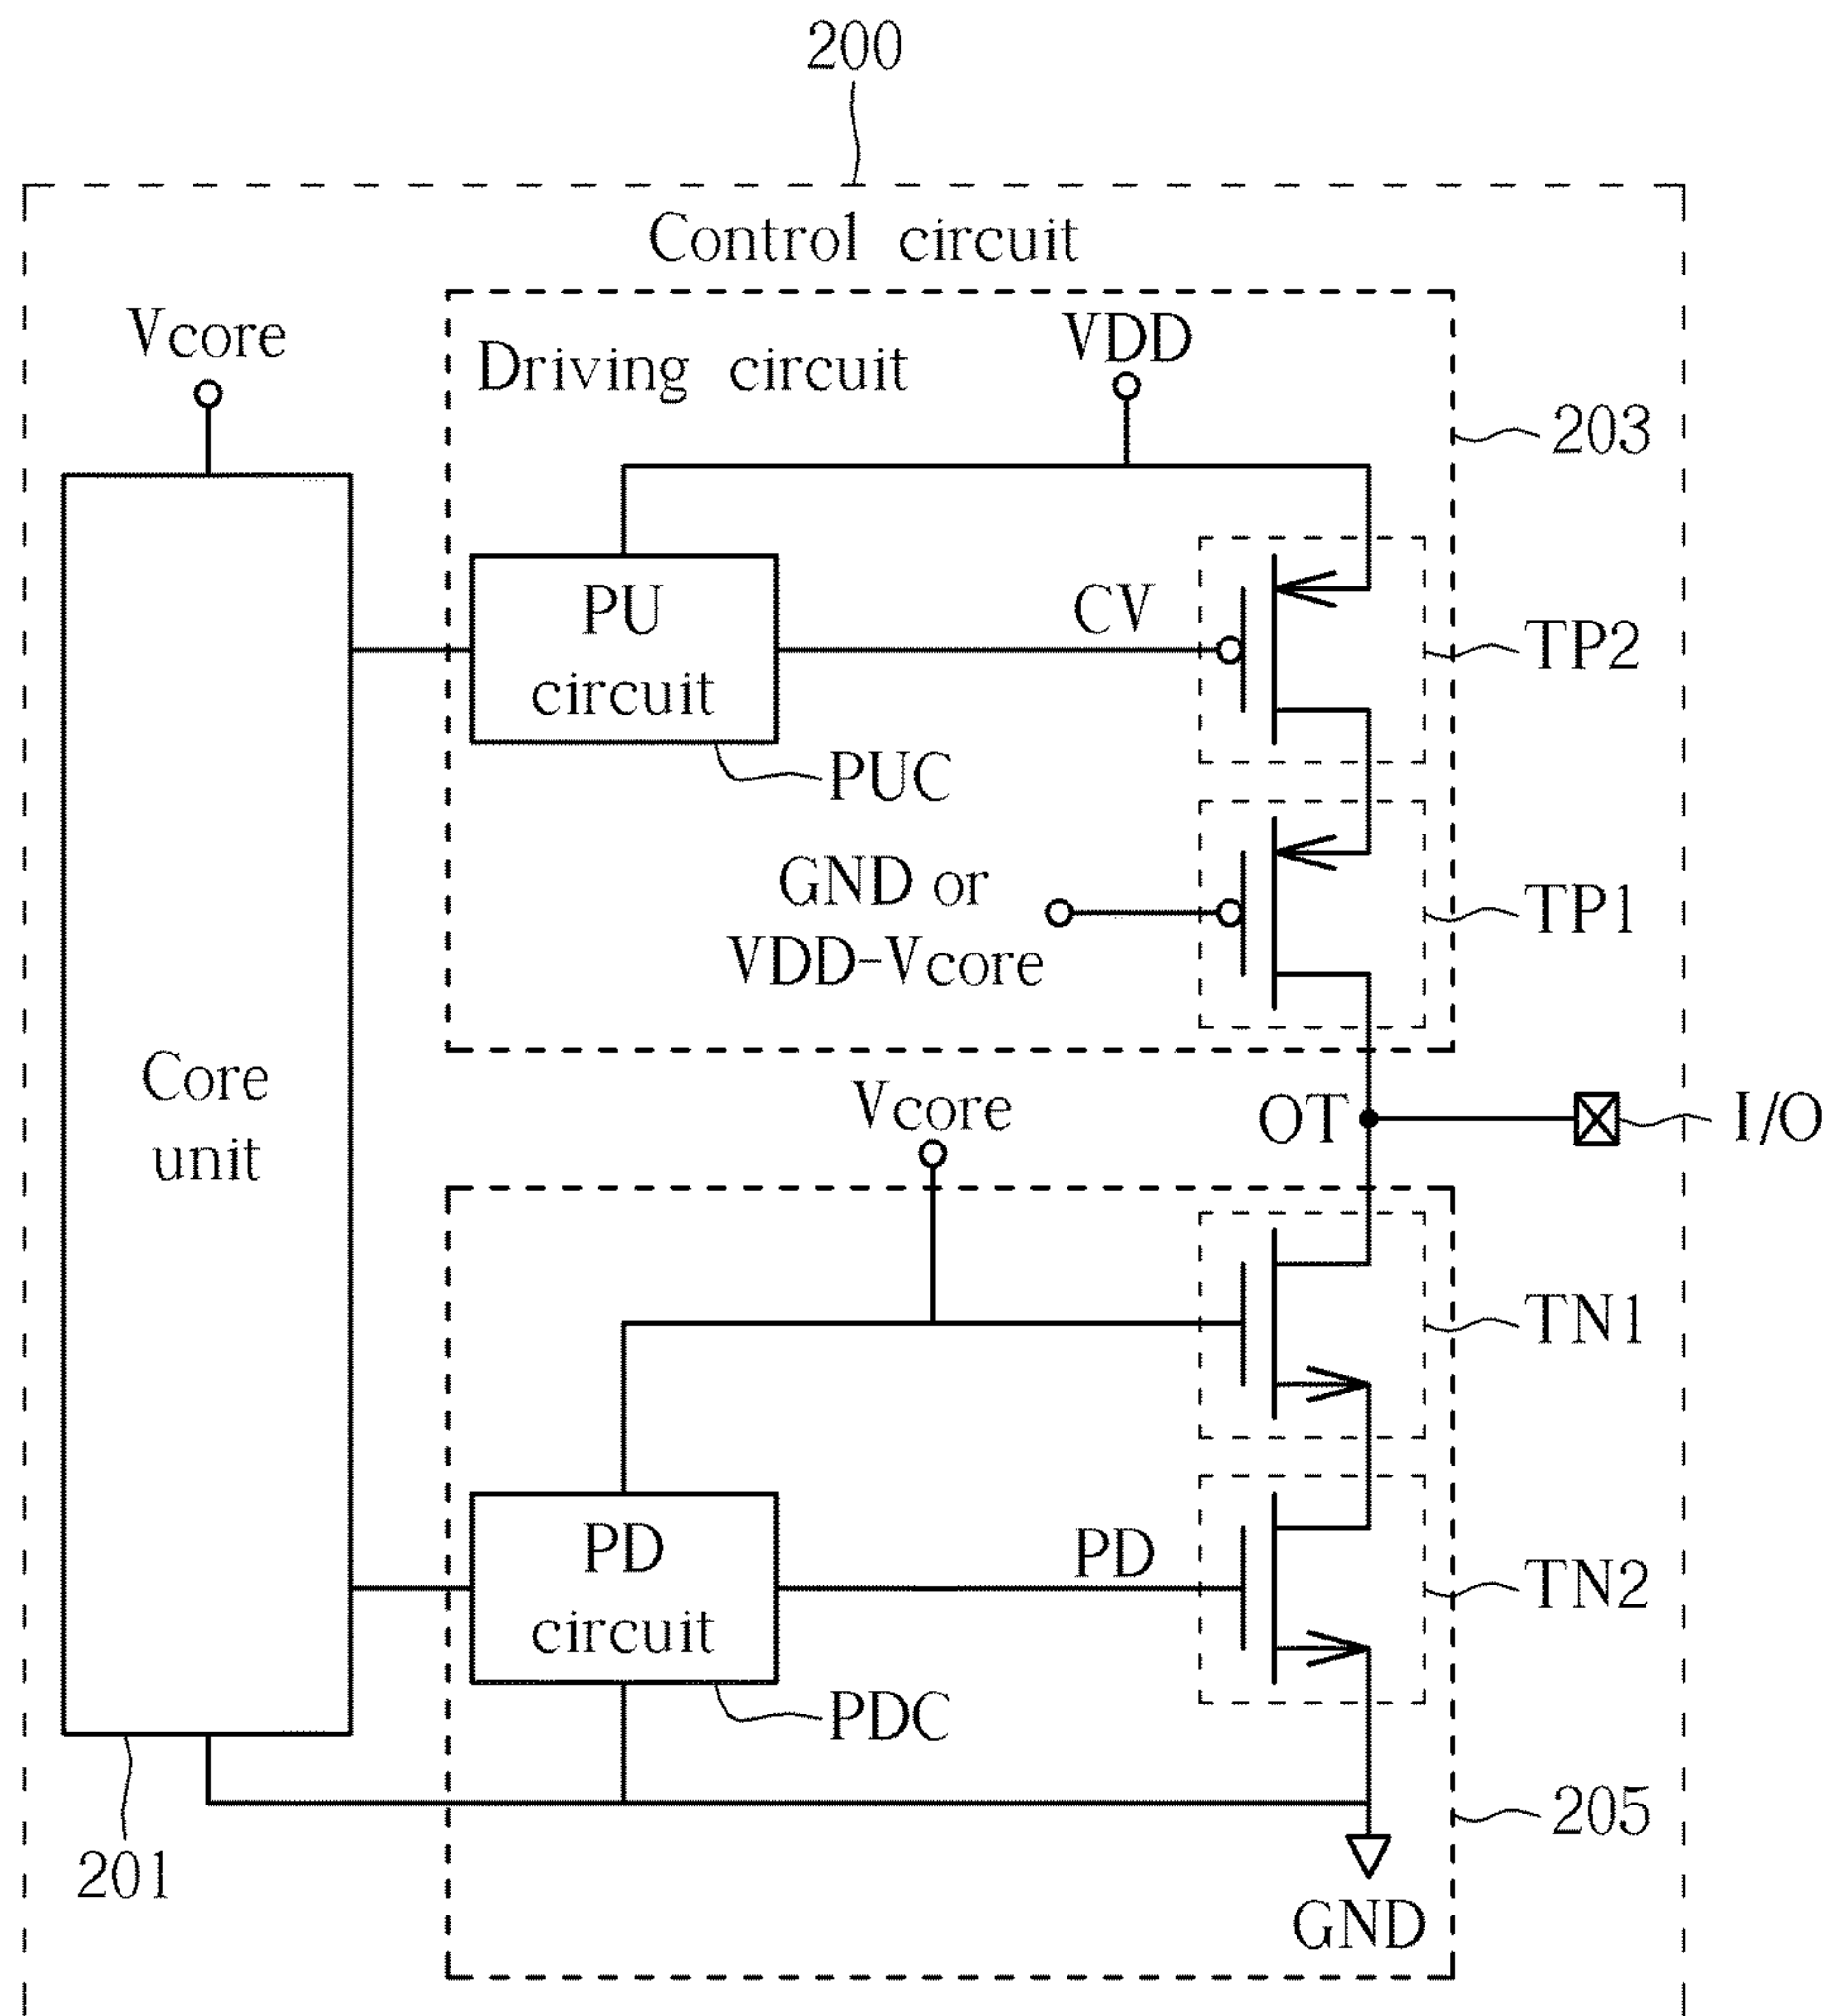 200
Control circuit
Vcore
Driving circuit
VDD
203
PU
circuit
CV
TP2
PUC
GND or
VDD-Vcore
TP1
Core
unit
Vcore
OT
I/O
TN1
PD
circuit
PD
TN2
PDC
201
205
GND